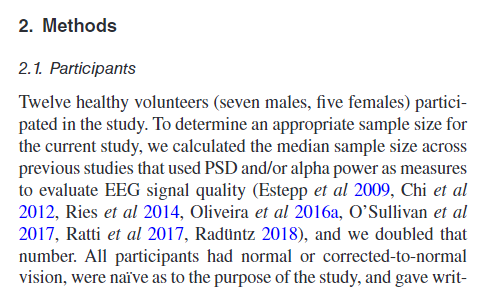 2. Methods
2.1. Participants
Twelve healthy volunteers (seven males, five females) partici-
pated in the study. To determine an appropriate sample size for
the current study, we calculated the median sample size across
previous studies that used PSD and/or alpha power as measures
to evaluate EEG signal quality (Estepp et al 2009, Chi et al
2012, Ries et al 2014, Oliveira et al 2016a, O’Sullivan et al
2017, Ratti et al 2017, Radüntz 2018), and we doubled that
number. All participants had normal or corrected-to-normal
vision, were naïve as to the purpose of the study, and gave writ-